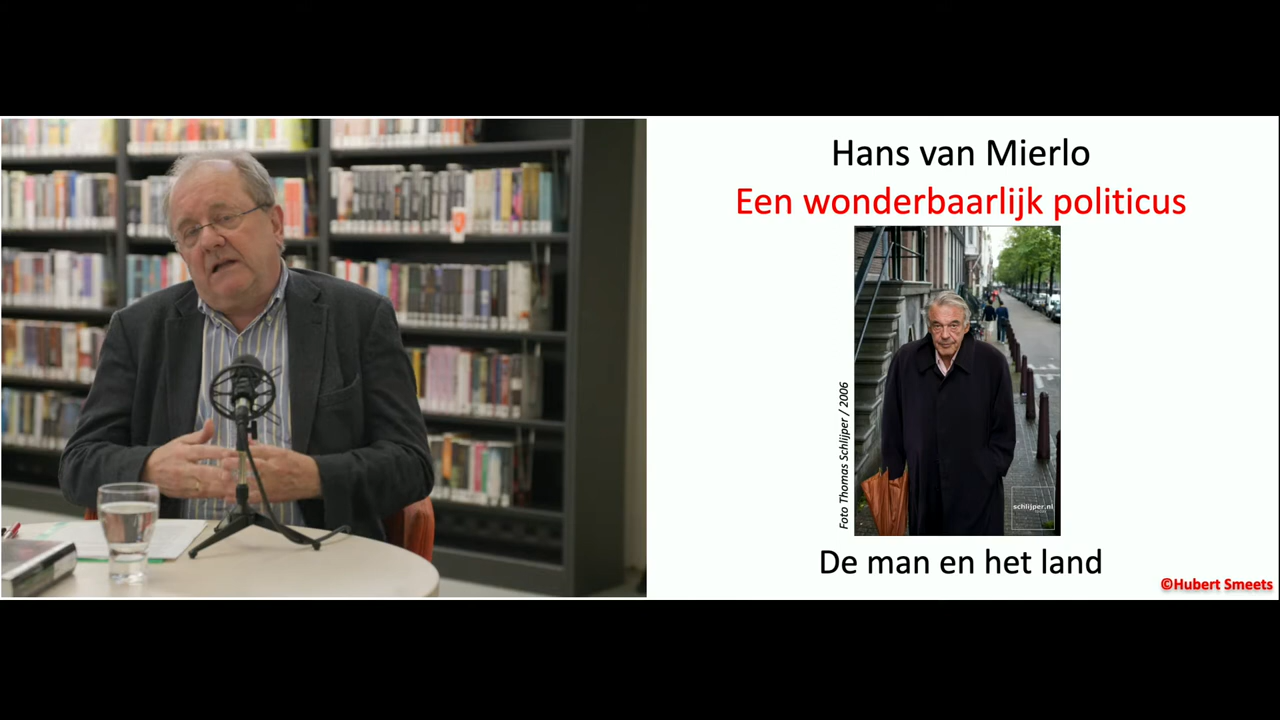 Hans van Mierlo
Een wonderbaarlijk politicus
Foto Thomas Schlijper / 2006
schlijper.nl
De man en het land
©Hubert Smeets